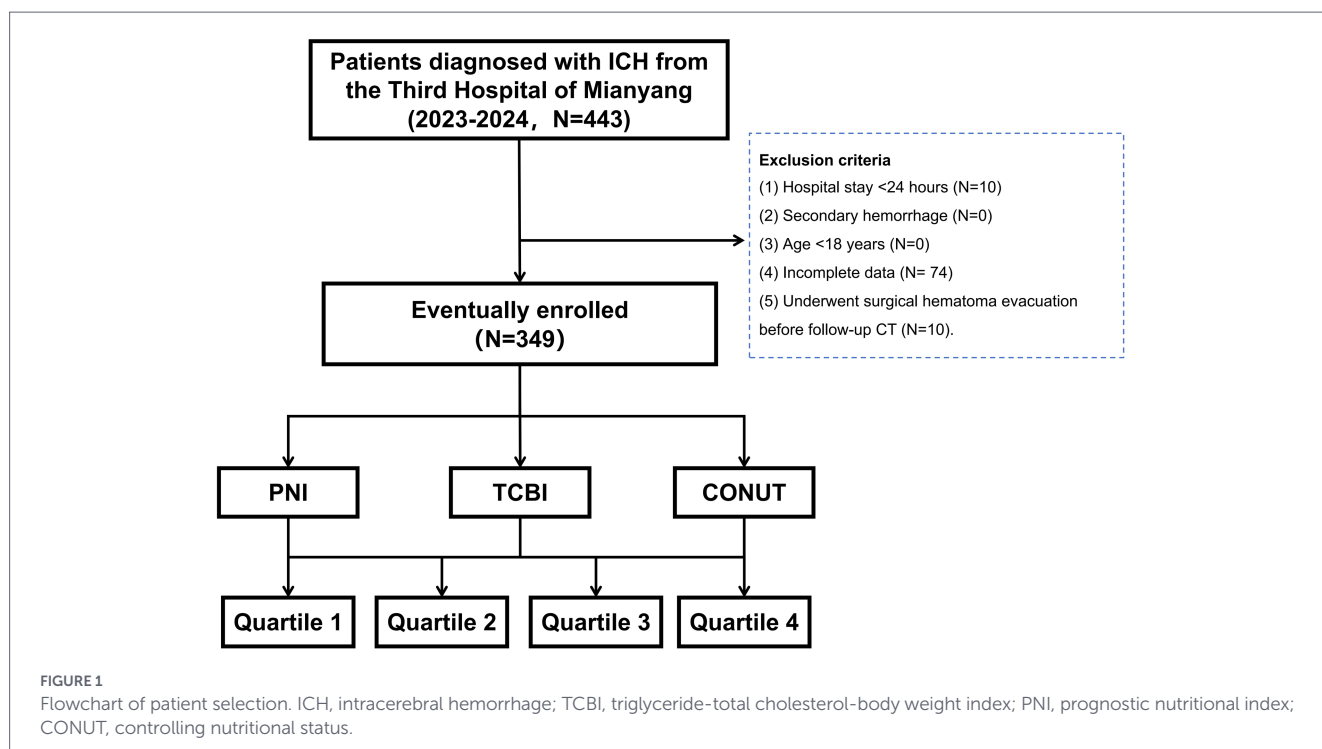 Patients diagnosed with ICH from
the Third Hospital of Mianyang
(2023-2024，N=443)
Exclusion criteria
(1) Hospital stay <24 hours (N=10)
(2) Secondary hemorrhage (N=0)
(3) Age <18 years (N=0)
(4) Incomplete data (N= 74)
(5) Underwent surgical hematoma evacuation
before follow-up CT (N=10).
Eventually enrolled
(N=349)
PNI
TCBI
CONUT
Quartile 1
Quartile 2
Quartile 3
Quartile 4
FIGURE 1
Flowchart of patient selection. ICH, intracerebral hemorrhage; TCBI, triglyceride-total cholesterol-body weight index; PNI, prognostic nutritional index;
CONUT, controlling nutritional status.